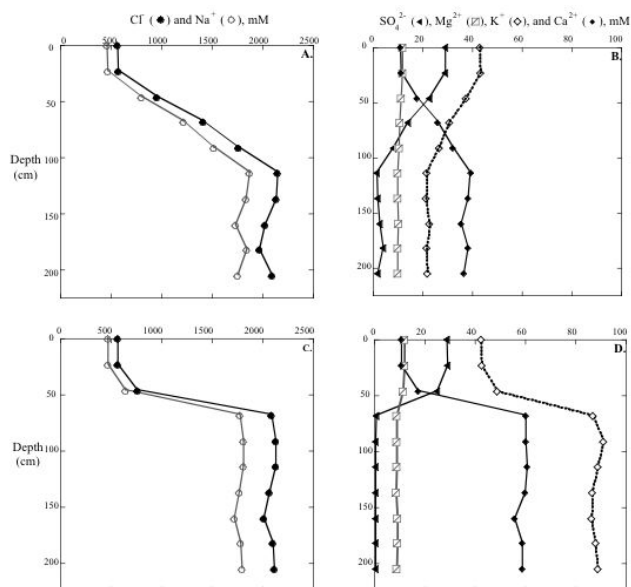 Cl⁻ ( ● ) and Na⁺ ( ○ ), mM
SO₄²⁻ ( ◄ ), Mg²⁺ ( ), K⁺ ( ◇ ), and Ca²⁺ ( ◆ ), mM
0 500 1000 1500 2000 2500
0 20 40 60 80 100
A.
B.
0
50
100
150
200
Depth
(cm)
0
50
100
150
200
0 500 1000 1500 2000 2500
0 20 40 60 80 100
C.
D.
0
50
100
150
200
Depth
(cm)
0
50
100
150
200